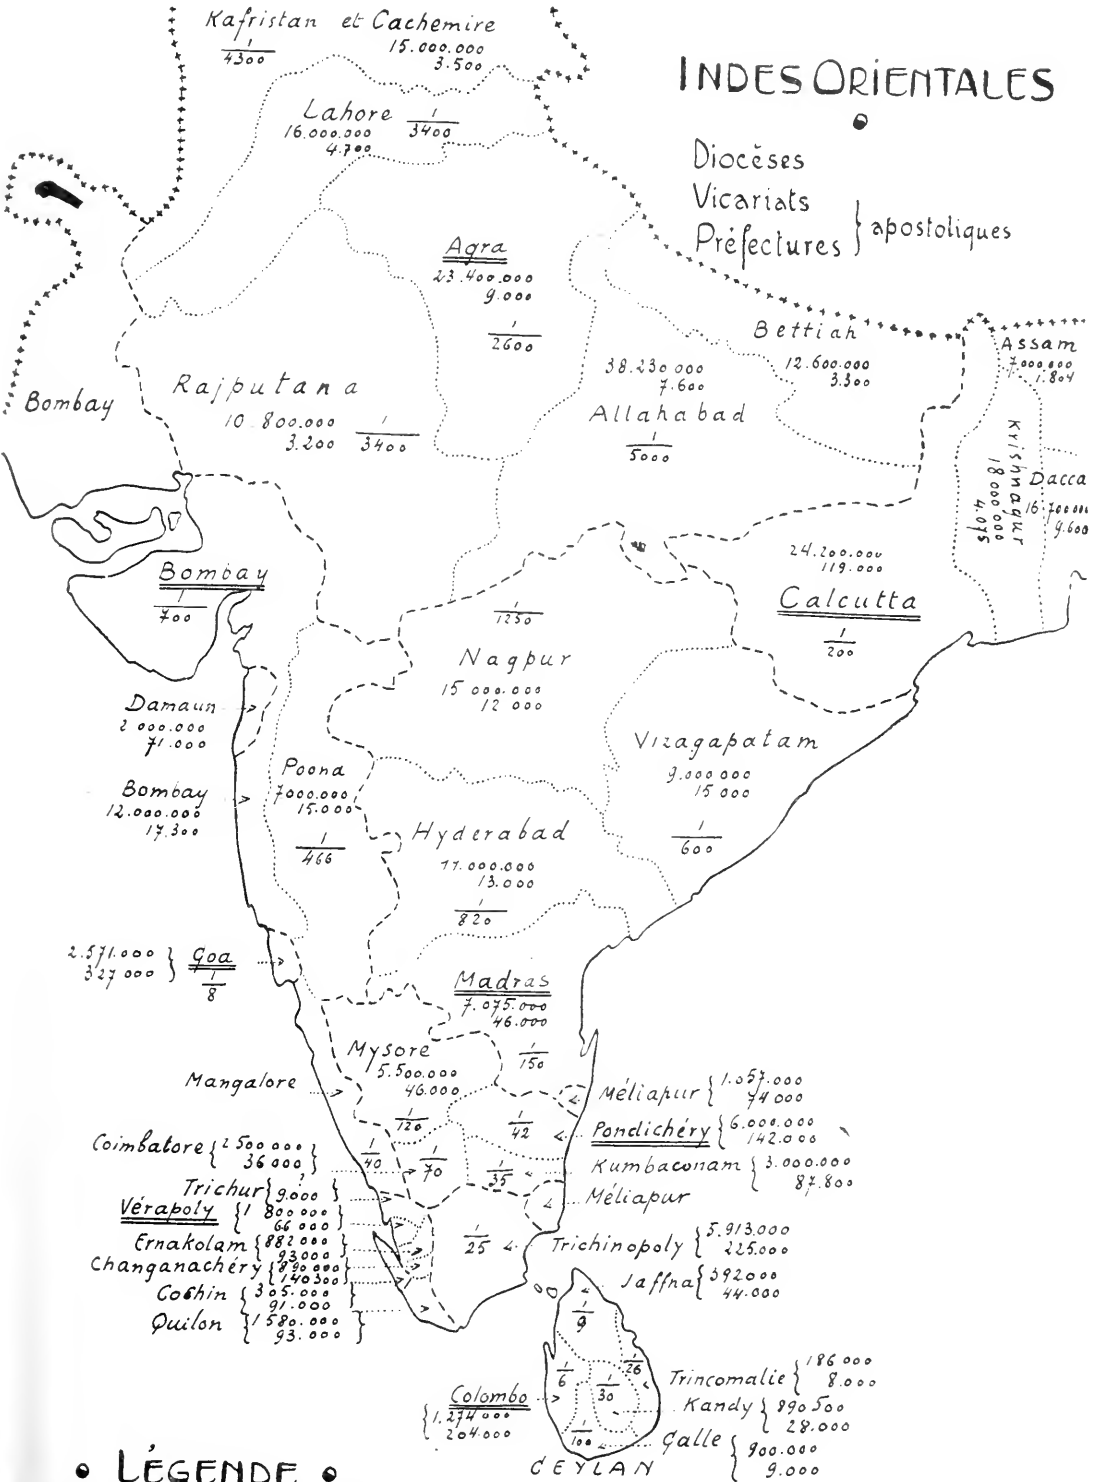 INDES ORIENTALES
Diocèses
Vicariats
Préfectures } apostoliques
Kafristan et Cachemire
1/4300
15.000.000
3.500
Lahore 1/3400
16.000.000
4.700
Agra
23.400.000
9.000
1/2600
Bettiah
12.600.000
3.300
Assam
7.000.000
1.804
Rajputana
10.800.000
3.200 1/3400
Bombay
38.230.000
7.600
Allahabad
1/5000
Krishnagur
18.000.000
4.075
Dacca
16.700.000
9.600
Bombay
1/700
24.200.000
119.000
Calcutta
1/200
1/1250
Nagpur
15 000.000
12 000
Damaun
2 000.000
71.000
Vizagapatam
9.000 000
15 000
1/600
Poona
7000.000
15.000
1/466
Bombay
12.000.000
17.300
Hyderabad
11.000.000
13.000
1/820
2.571.000
327 000 } Goa
1/8
Madras
7.075.000
46.000
1/150
Mysore
5.500.000
46.000
1/120
Mangalore
1/40
Méliapur { 1.057.000
74 000
1/42
Pondichéry { 6.000.000
142.000
Coimbatore { 2 500 000
36 000 }
1/70
1/35
Kumbaconam { 3.000.000
87.800
Trichur { 9.000 }
Méliapur
Vérapoly { 1 800 000
66 000 }
Ernakolam { 882 000
93000 }
1/25
Trichinopoly { 5.913.000
225.000
Changanachéry { 890 000
140300 }
Jaffna { 392000
44.000
Cochin { 305.000
91.000 }
Quilon { 1 580.000
93.000 }
1/9
1/6
1/26
1/30
1/100
Trincomalie { 186 000
8.000
Colombo
{ 1.274 000
204.000
Kandy { 890 500
28.000
Galle { 900.000
9.000
CEYLAN
LÉGENDE